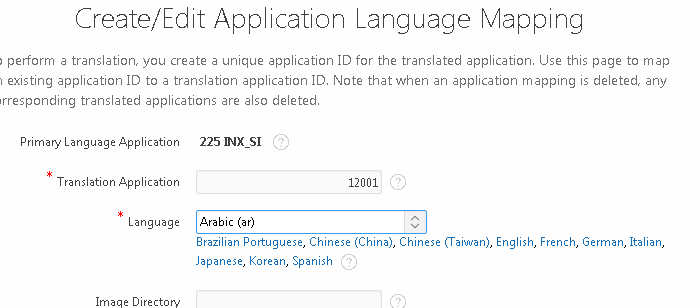 Create/Edit Application Language Mapping
perform a translation, you create a unique application ID for the translated application. Use this page to map
existing application ID to a translation application ID. Note that when an application mapping is deleted, any
translated applications are also deleted.
Primary Language Application 225 INX_SI ?
* Translation Application 12001 ?
* Language Arabic (ar)
Brazilian Portuguese, Chinese (China), Chinese (Taiwan), English, French, German, Italian,
Japanese, Korean, Spanish ?
Image Directory ?